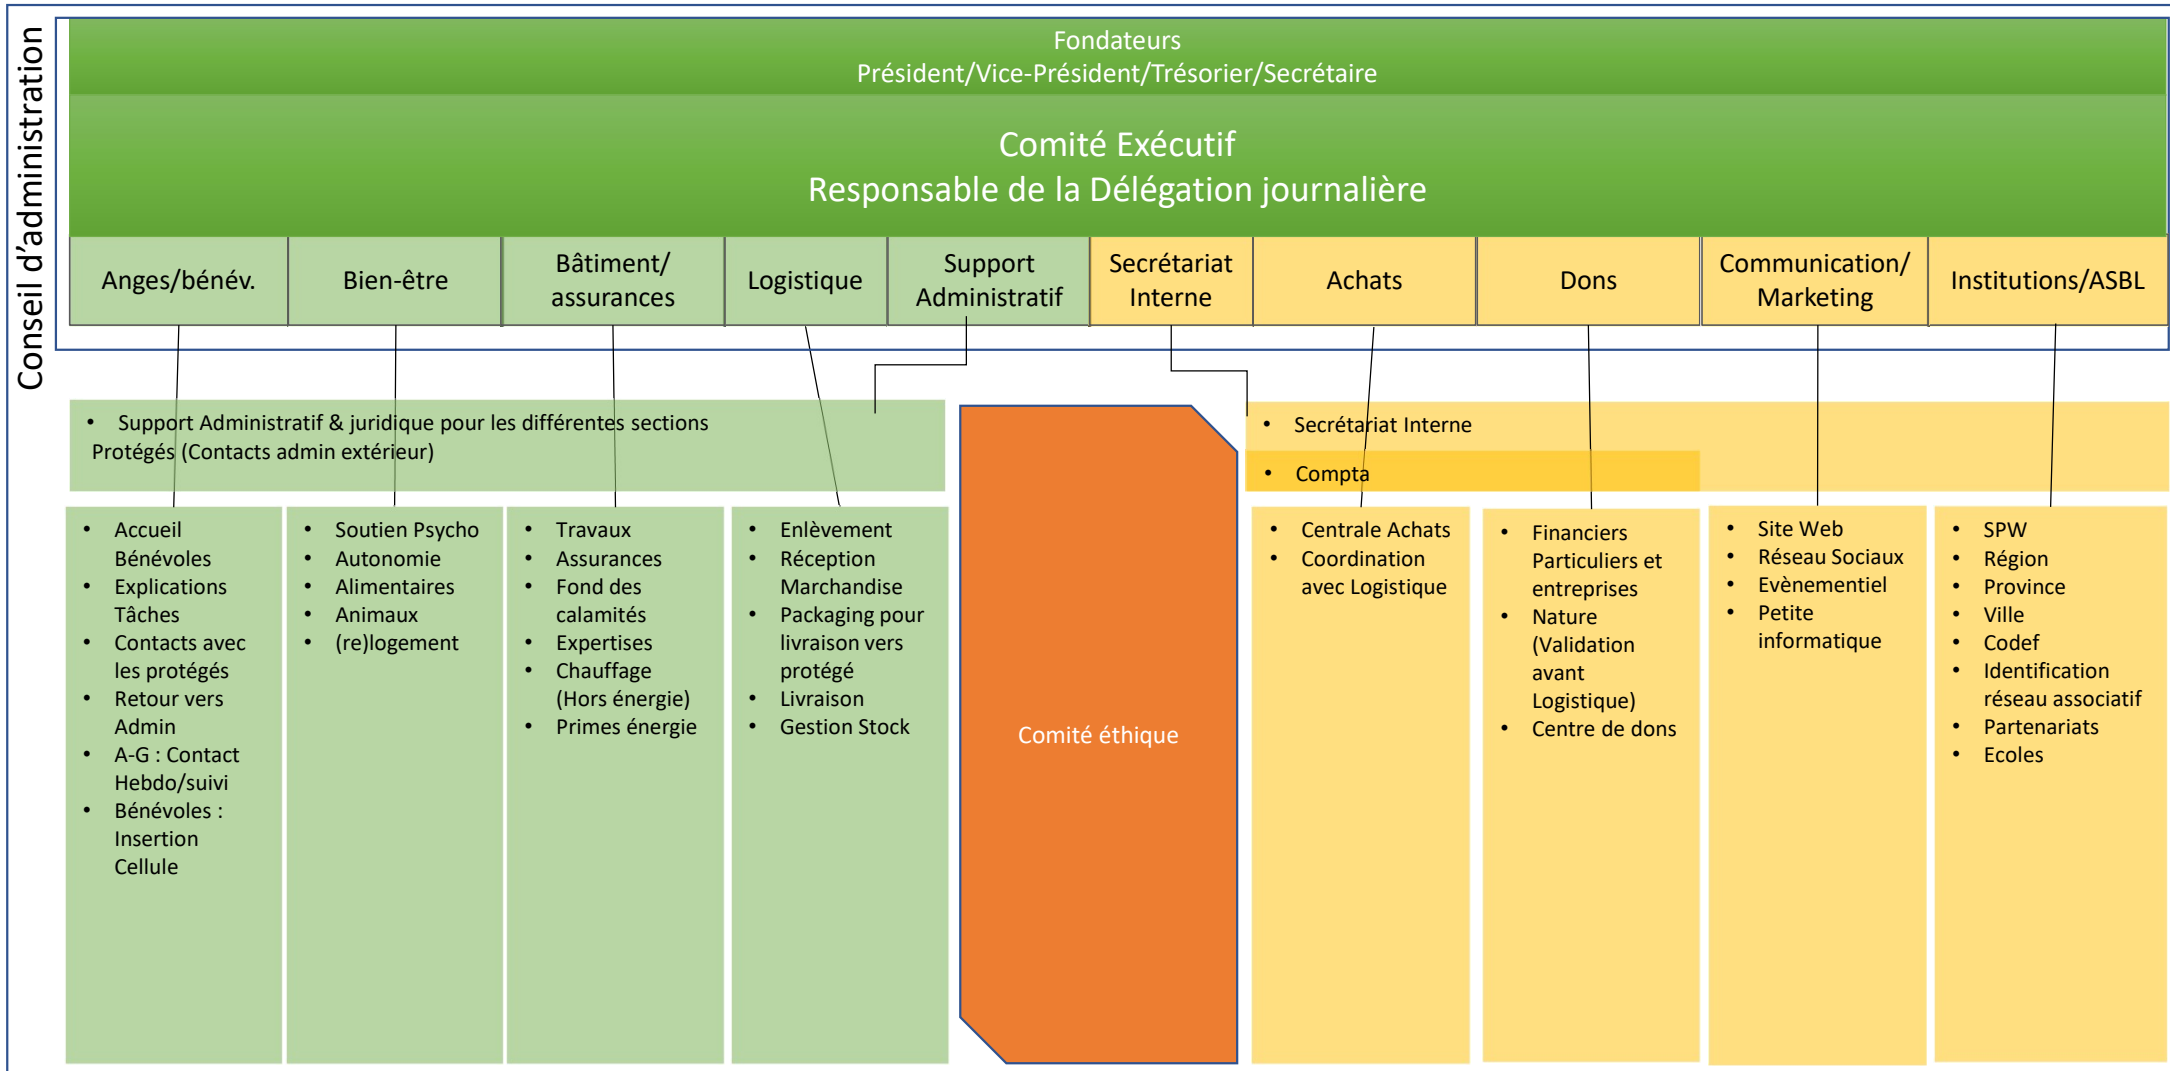 Conseil d'administration
Fondateurs
Président/Vice-Président/Trésorier/Secrétaire
Comité Exécutif
Responsable de la Délégation journalière
Anges/bénév.
Bien-être
Bâtiment/
assurances
Logistique
Support
Administratif
Secrétariat
Interne
Achats
Dons
Communication/
Marketing
Institutions/ASBL
• Support Administratif & juridique pour les différentes sections
Protégés (Contacts admin extérieur)
• Secrétariat Interne
• Compta
• Accueil
Bénévoles
• Explications
Tâches
• Contacts avec
les protégés
• Retour vers
Admin
• A-G : Contact
Hebdo/suivi
• Bénévoles :
Insertion
Cellule
• Soutien Psycho
• Autonomie
• Alimentaires
• Animaux
• (re)logement
• Travaux
• Assurances
• Fond des
calamités
• Expertises
• Chauffage
(Hors énergie)
• Primes énergie
• Enlèvement
• Réception
Marchandise
• Packaging pour
livraison vers
protégé
• Livraison
• Gestion Stock
Comité éthique
• Centrale Achats
• Coordination
avec Logistique
• Financiers
Particuliers et
entreprises
• Nature
(Validation
avant
Logistique)
• Centre de dons
• Site Web
• Réseau Sociaux
• Evènementiel
• Petite
informatique
• SPW
• Région
• Province
• Ville
• Codef
• Identification
réseau associatif
• Partenariats
• Ecoles